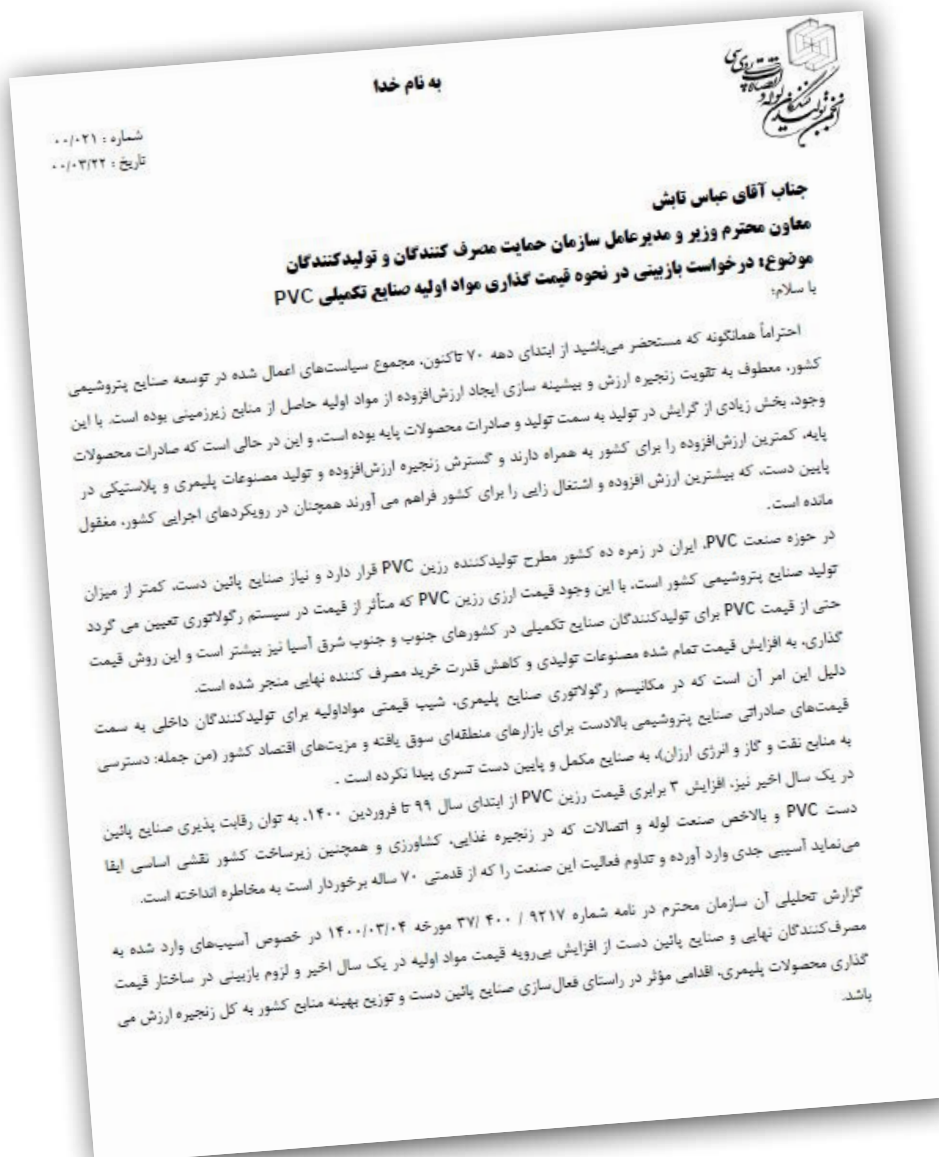 به نام خدا
انجمن تولیدکنندگان لوله و اتصالات پی وی سی
شماره : ۰۰/۰۲۱
تاریخ : ۰۰/۰۳/۲۲
جناب آقای عباس تابش
معاون محترم وزیر و مدیرعامل سازمان حمایت مصرف کنندگان و تولیدکنندگان
موضوع: درخواست بازبینی در نحوه قیمت گذاری مواد اولیه صنایع تکمیلی PVC
با سلام؛
احتراماً همانگونه که مستحضر می‌باشید از ابتدای دهه ۷۰ تاکنون، مجموع سیاست‌های اعمال شده در توسعه صنایع پتروشیمی
کشور، معطوف به تقویت زنجیره ارزش و بیشینه سازی ایجاد ارزش‌افزوده از مواد اولیه حاصل از منابع زیرزمینی بوده است. با این
وجود، بخش زیادی از گرایش در تولید به سمت تولید و صادرات محصولات پایه بوده است، و این در حالی است که صادرات محصولات
پایه، کمترین ارزش‌افزوده را برای کشور به همراه دارند و گسترش زنجیره ارزش‌افزوده و تولید مصنوعات پلیمری و پلاستیکی در
پایین دست، که بیشترین ارزش افزوده و اشتغال زایی را برای کشور فراهم می آورند همچنان در رویکردهای اجرایی کشور، مغفول
مانده است.
در حوزه صنعت PVC، ایران در زمره ده کشور مطرح تولیدکننده رزین PVC قرار دارد و نیاز صنایع پائین دست، کمتر از میزان
تولید صنایع پتروشیمی کشور است، با این وجود قیمت ارزی رزین PVC که متأثر از قیمت در سیستم رگولاتوری تعیین می گردد
حتی از قیمت PVC برای تولیدکنندگان صنایع تکمیلی در کشورهای جنوب و جنوب شرق آسیا نیز بیشتر است و این روش قیمت
گذاری، به افزایش قیمت تمام شده مصنوعات تولیدی و کاهش قدرت خرید مصرف کننده نهایی منجر شده است.
دلیل این امر آن است که در مکانیسم رگولاتوری صنایع پلیمری، شیب قیمتی مواداولیه برای تولیدکنندگان داخلی به سمت
قیمت‌های صادراتی صنایع پتروشیمی بالادست برای بازارهای منطقه‌ای سوق یافته و مزیت‌های اقتصاد کشور (من جمله: دسترسی
به منابع نفت و گاز و انرژی ارزان)، به صنایع مکمل و پایین دست تسری پیدا نکرده است .
در یک سال اخیر نیز، افزایش ۳ برابری قیمت رزین PVC از ابتدای سال ۹۹ تا فروردین ۱۴۰۰، به توان رقابت پذیری صنایع پائین
دست PVC و بالاخص صنعت لوله و اتصالات که در زنجیره غذایی، کشاورزی و همچنین زیرساخت کشور نقشی اساسی ایفا
می‌نماید آسیبی جدی وارد آورده و تداوم فعالیت این صنعت را که از قدمتی ۷۰ ساله برخوردار است به مخاطره انداخته است.
گزارش تحلیلی آن سازمان محترم در نامه شماره ۹۲۱۷ / ۴۰۰ /۳۷ مورخه ۱۴۰۰/۰۳/۰۴ در خصوص آسیب‌های وارد شده به
مصرف‌کنندگان نهایی و صنایع پائین دست از افزایش بی‌رویه قیمت مواد اولیه در یک سال اخیر و لزوم بازبینی در ساختار قیمت
گذاری محصولات پلیمری، اقدامی مؤثر در راستای فعال‌سازی صنایع پائین دست و توزیع بهینه منابع کشور به کل زنجیره ارزش می
باشد.